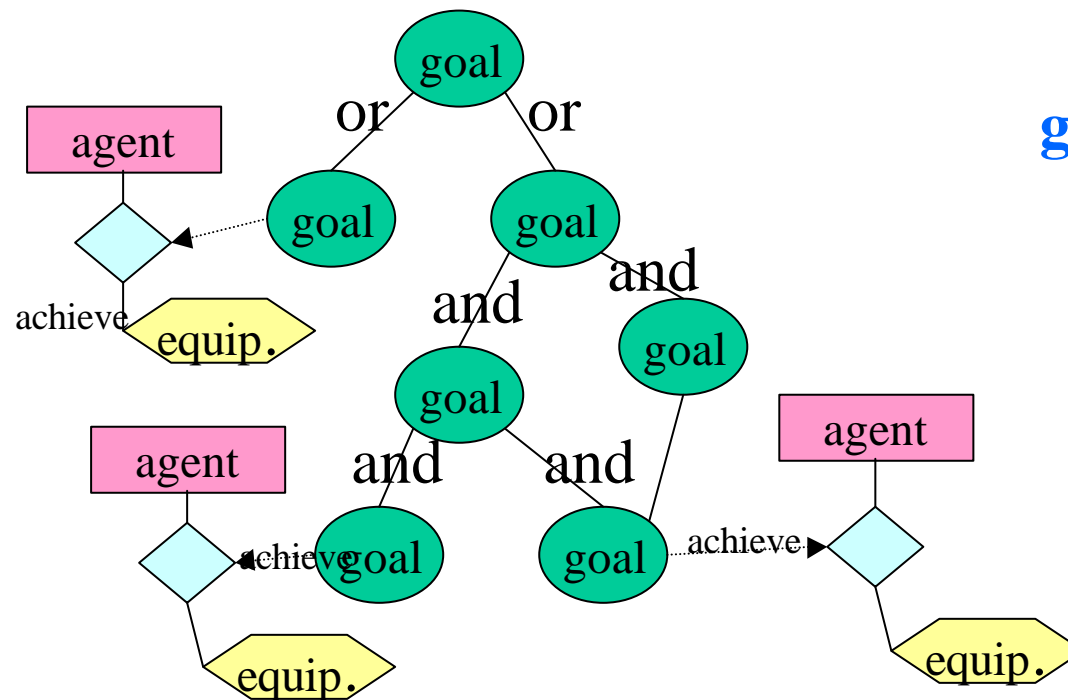 goal
or or
agent
g
goal goal
and
and
achieve
equip.
goal
goal
agent
agent
and and
achieve
goal
goal
achieve
equip.
equip.